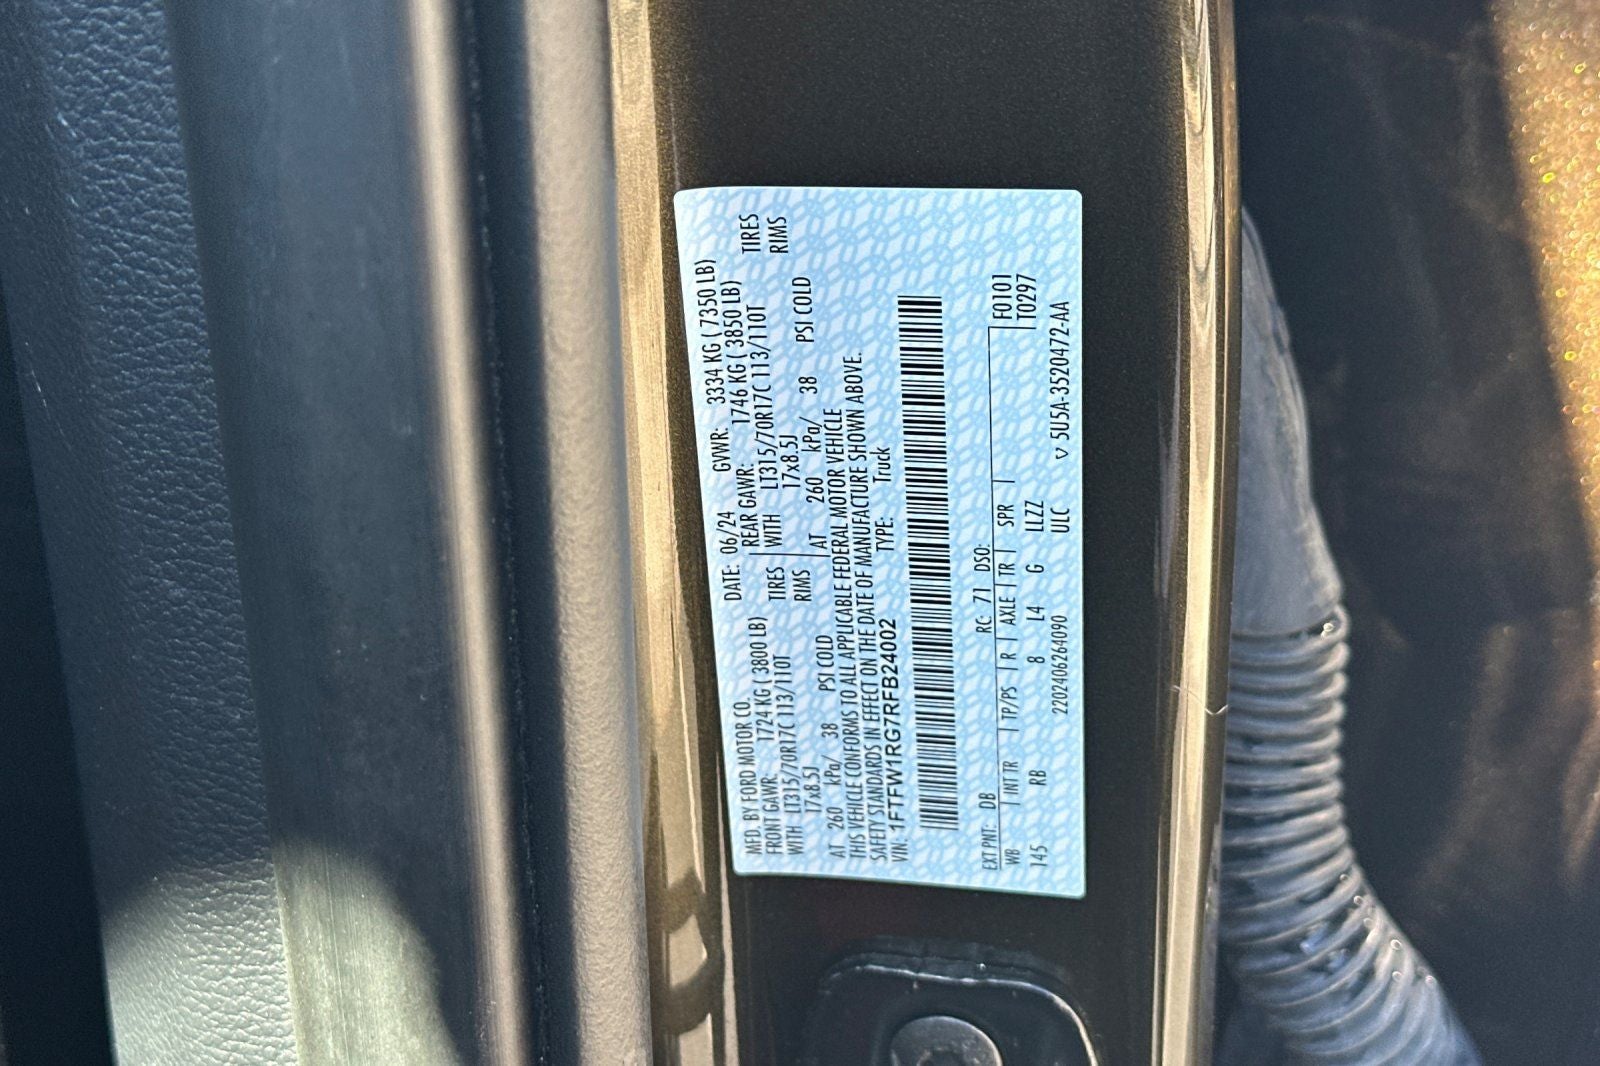 MFD. BY FORD MOTOR CO.
DATE: 06/24 GVWR: 3334 KG ( 7350 LB)
FRONT GAWR: 1724 KG ( 3800 LB) REAR GAWR: 1746 KG ( 3850 LB)
WITH LT315/70R17C 113/110T TIRES WITH LT315/70R17C 113/110T TIRES
17x8.5J RIMS 17x8.5J RIMS
AT 260 kPa/ 38 PSI COLD AT 260 kPa/ 38 PSI COLD
THIS VEHICLE CONFORMS TO ALL APPLICABLE FEDERAL MOTOR VEHICLE
SAFETY STANDARDS IN EFFECT ON THE DATE OF MANUFACTURE SHOWN ABOVE.
VIN: 1FTFW1RG7RFB24002 TYPE: Truck
EXT PNT: DB RC: 71 DSO: F0101
WB INT TR TP/PS R AXLE TR SPR T0297
145 RB 8 L4 G LLZZ
220240626409​0 ULC 5U5A-3520472-AA